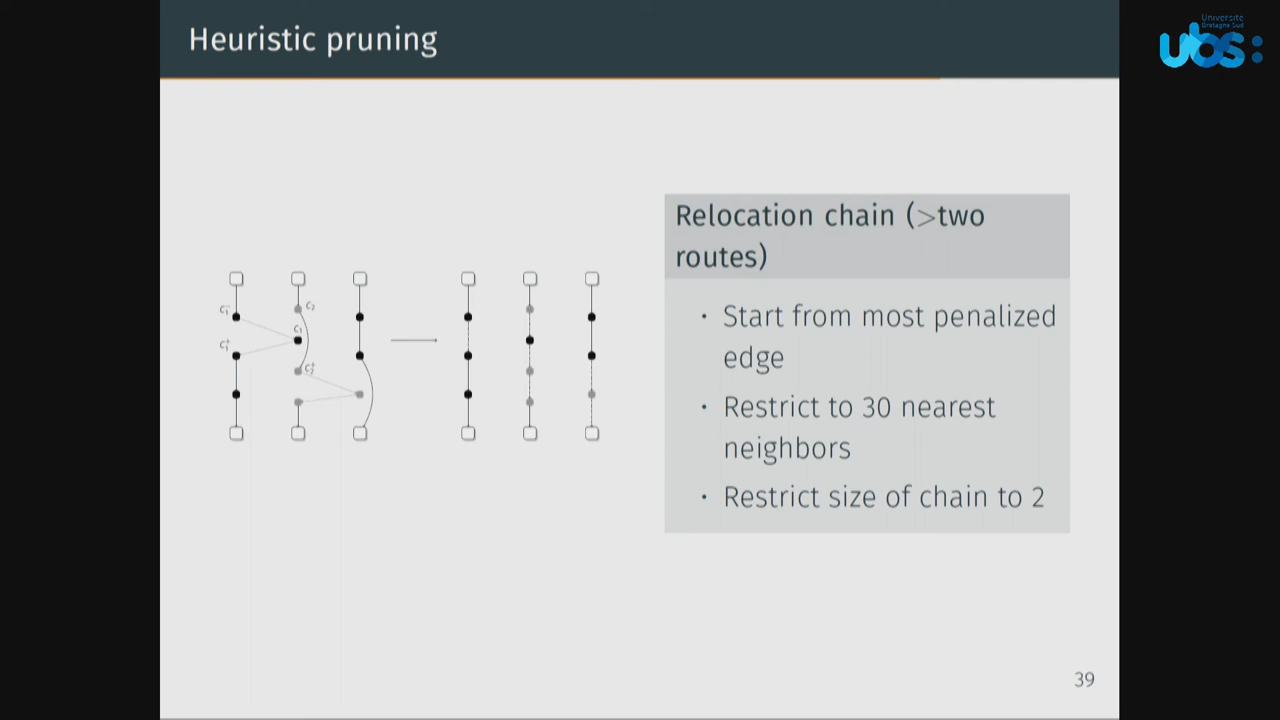 Heuristic pruning
Université
Bretagne Sud
ubs:
Relocation chain (>two
routes)
• Start from most penalized
edge
• Restrict to 30 nearest
neighbors
• Restrict size of chain to 2
39